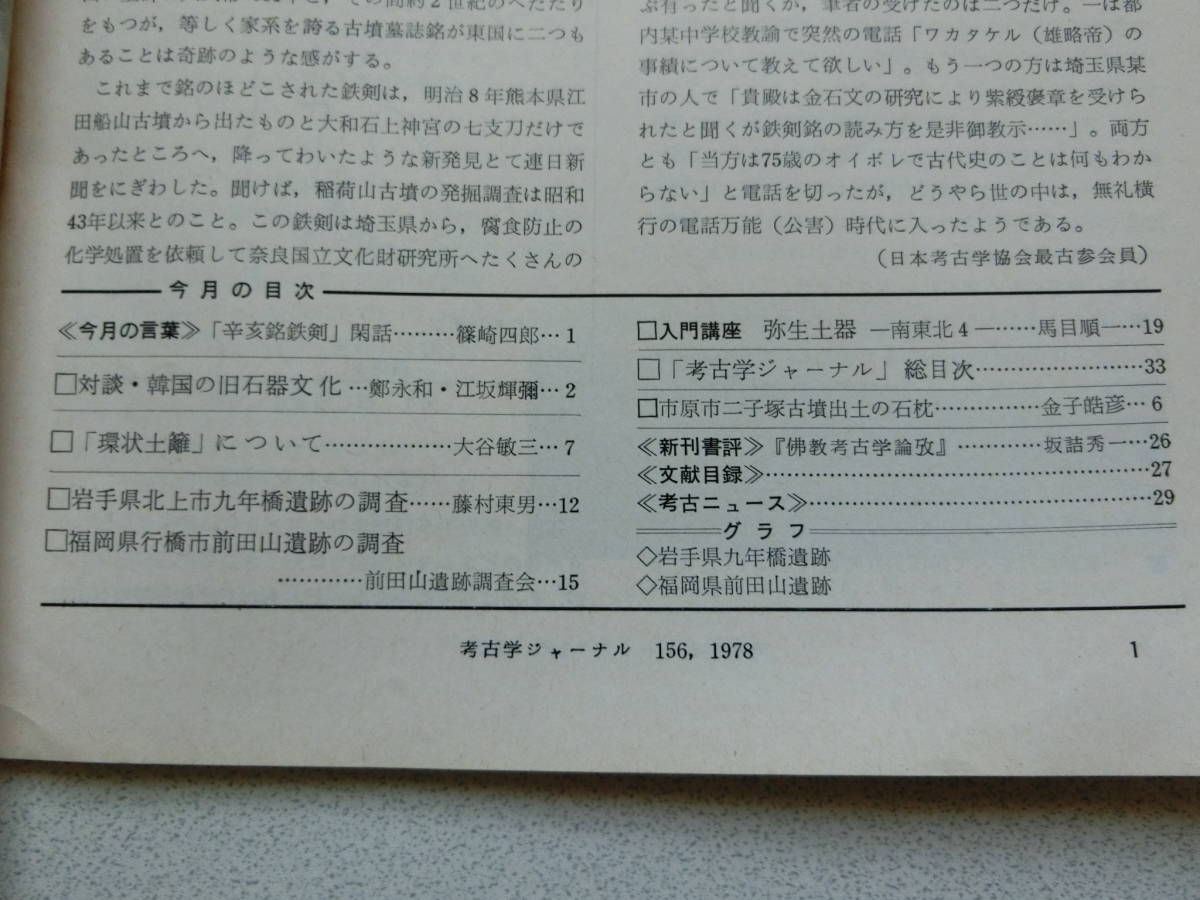 をもつが，等しく家系を誇る古墳墓誌銘が東国に二つも
あることは奇跡のような感がする。
これまで銘のほどこされた鉄剣は，明治8年熊本県江
田船山古墳から出たものと大和石上神宮の七支刀だけで
あったところへ，降ってわいたような新発見とて連日新
聞をにぎわした。聞けば，稲荷山古墳の発掘調査は昭和
43年以来とのこと。この鉄剣は埼玉県から，腐食防止の
化学処置を依頼して奈良国立文化財研究所へたくさんの
ぶ有ったと聞くが，筆者の受けたのは二つだけ。一は都
内某中学校教諭で突然の電話「ワカタケル（雄略帝）の
事績について教えて欲しい」。もう一つの方は埼玉県某
市の人で「貴殿は金石文の研究により紫綬褒章を受けら
れたと聞くが鉄剣銘の読み方を是非御教示……」。両方
とも「当方は75歳のオイボレで古代史のことは何もわか
らない」と電話を切ったが，どうやら世の中は，無礼横
行の電話万能（公害）時代に入ったようである。
（日本考古学協会最古参会員）
今月の目次
≪今月の言葉≫「辛亥銘鉄剣」閑話………篠崎四郎…1
□対談・韓国の旧石器文化…鄭永和・江坂輝彌…2
□「環状土籬」について………………大谷敏三…7
□岩手県北上市九年橋遺跡の調査……藤村東男…12
□福岡県行橋市前田山遺跡の調査
…………前田山遺跡調査会…15
□入門講座 弥生土器 ―南東北4―……馬目順一…19
□「考古学ジャーナル」総目次……………………33
□市原市二子塚古墳出土の石枕……………金子皓彦…6
≪新刊書評≫『佛教考古学論攷』…………坂詰秀一…26
≪文献目録≫……………………………………27
≪考古ニュース≫………………………………29
グラフ
◇岩手県九年橋遺跡
◇福岡県前田山遺跡
考古学ジャーナル 156，1978
1